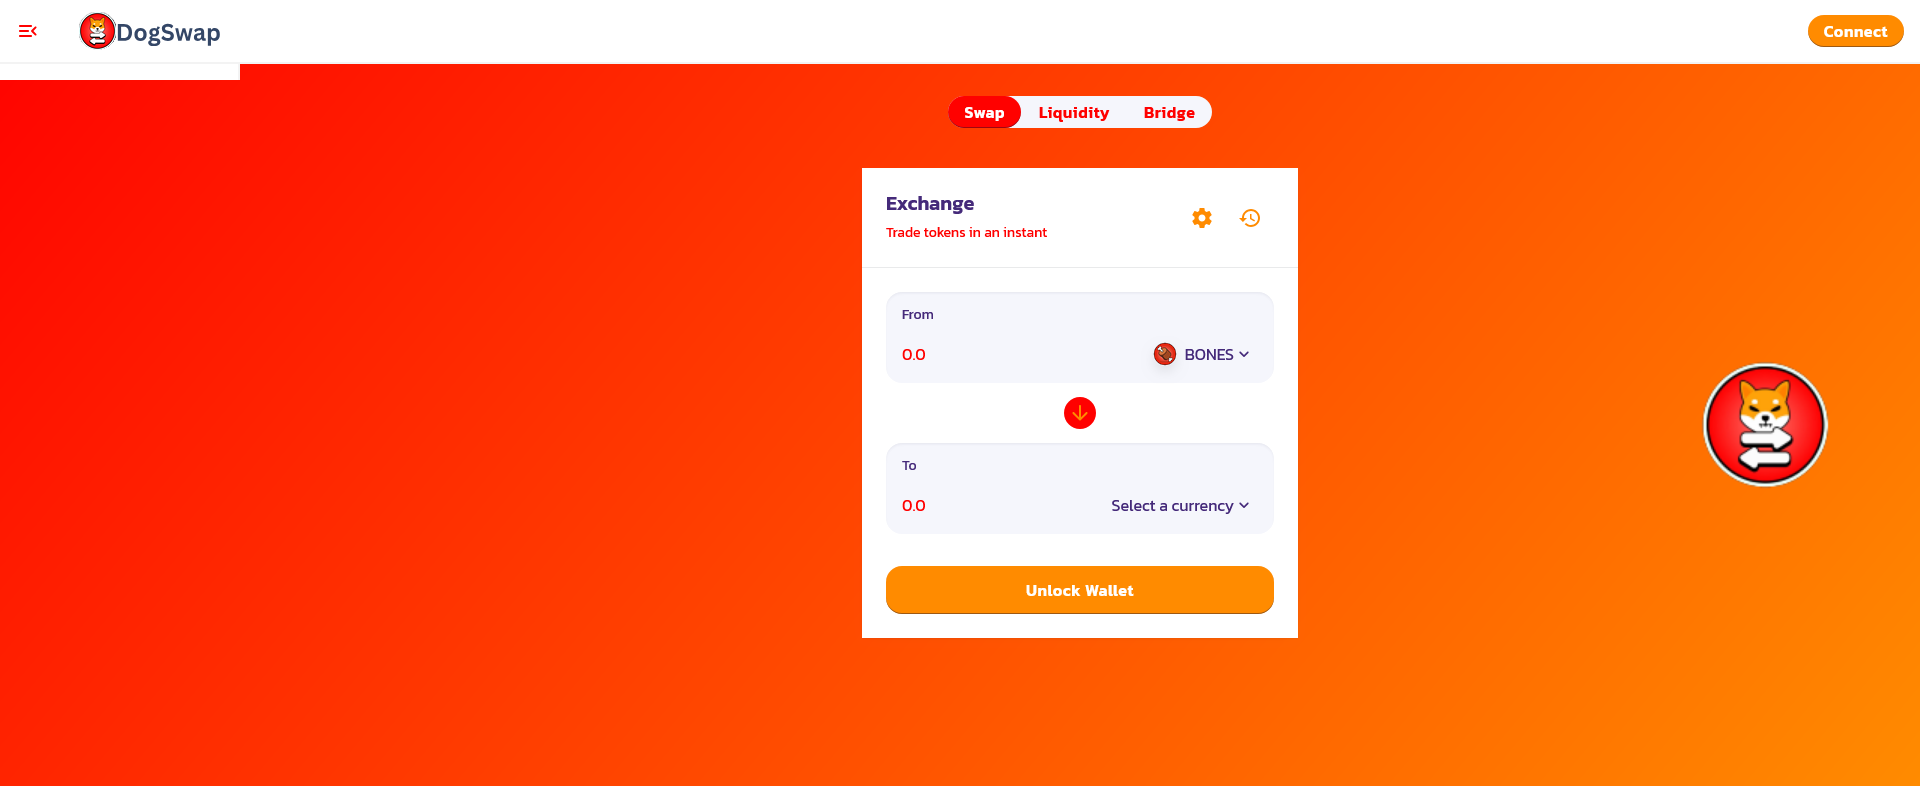 DogSwap
Connect
Swap Liquidity Bridge
Exchange
Trade tokens in an instant
From
0.0 BONES
To
0.0 Select a currency
Unlock Wallet